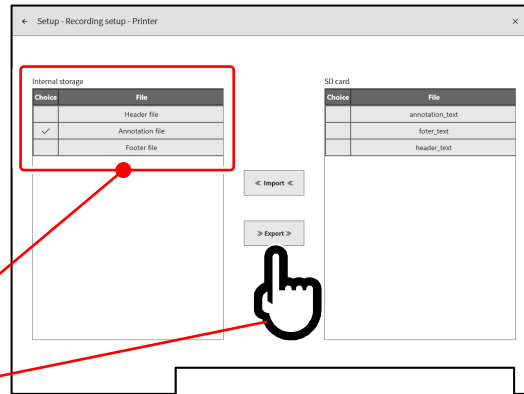 ← Setup - Recording setup - Printer ×
Internal storage
Choice File
Header file
✓ Annotation file
Footer file
≪ Import ≪
≫ Export ≫
SD card
Choice File
annotation_text
foter_text
header_text